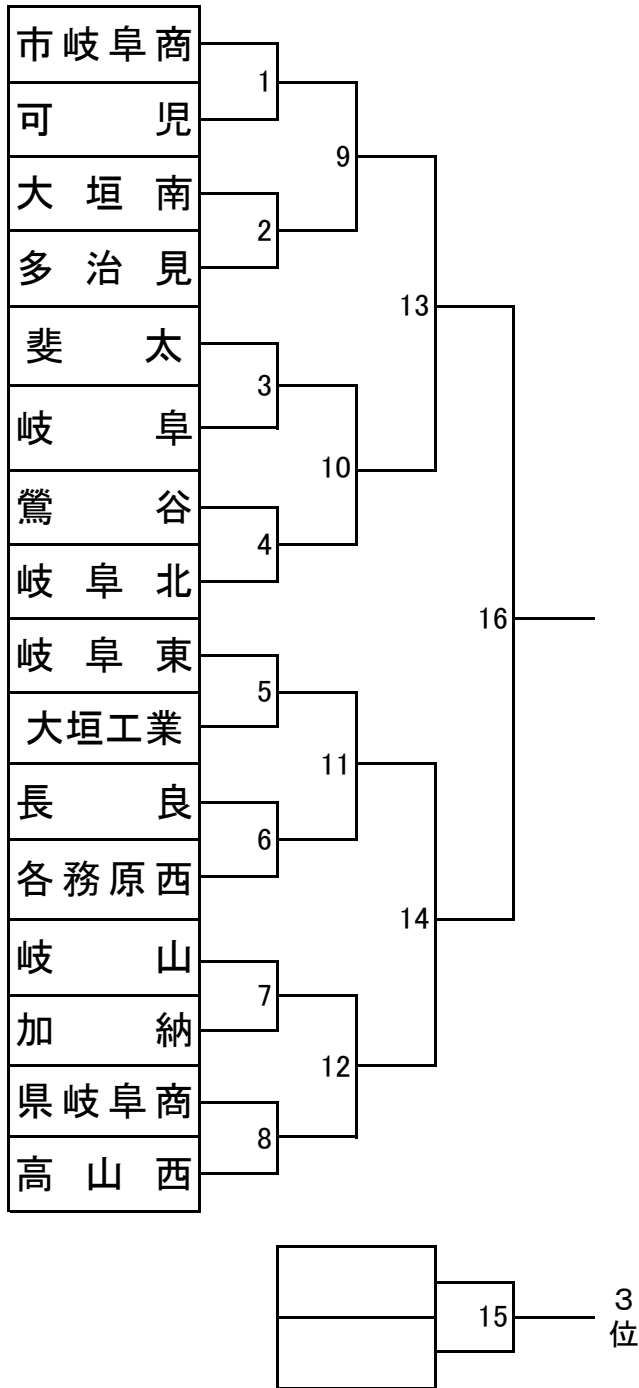 市岐阜商
可児
大垣南
多治見
斐太
岐阜
鶯谷
岐阜北
岐阜東
大垣工業
長良
各務原西
岐山
加納
県岐阜商
高山西
1
2
3
4
5
6
7
8
9
10
11
12
13
14
16
15
3位